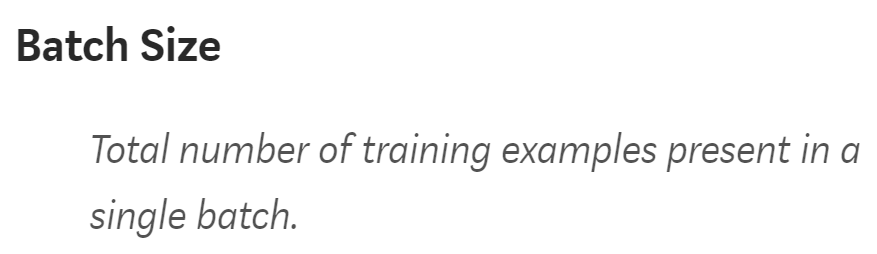 Batch Size
Total number of training examples present in a
single batch.